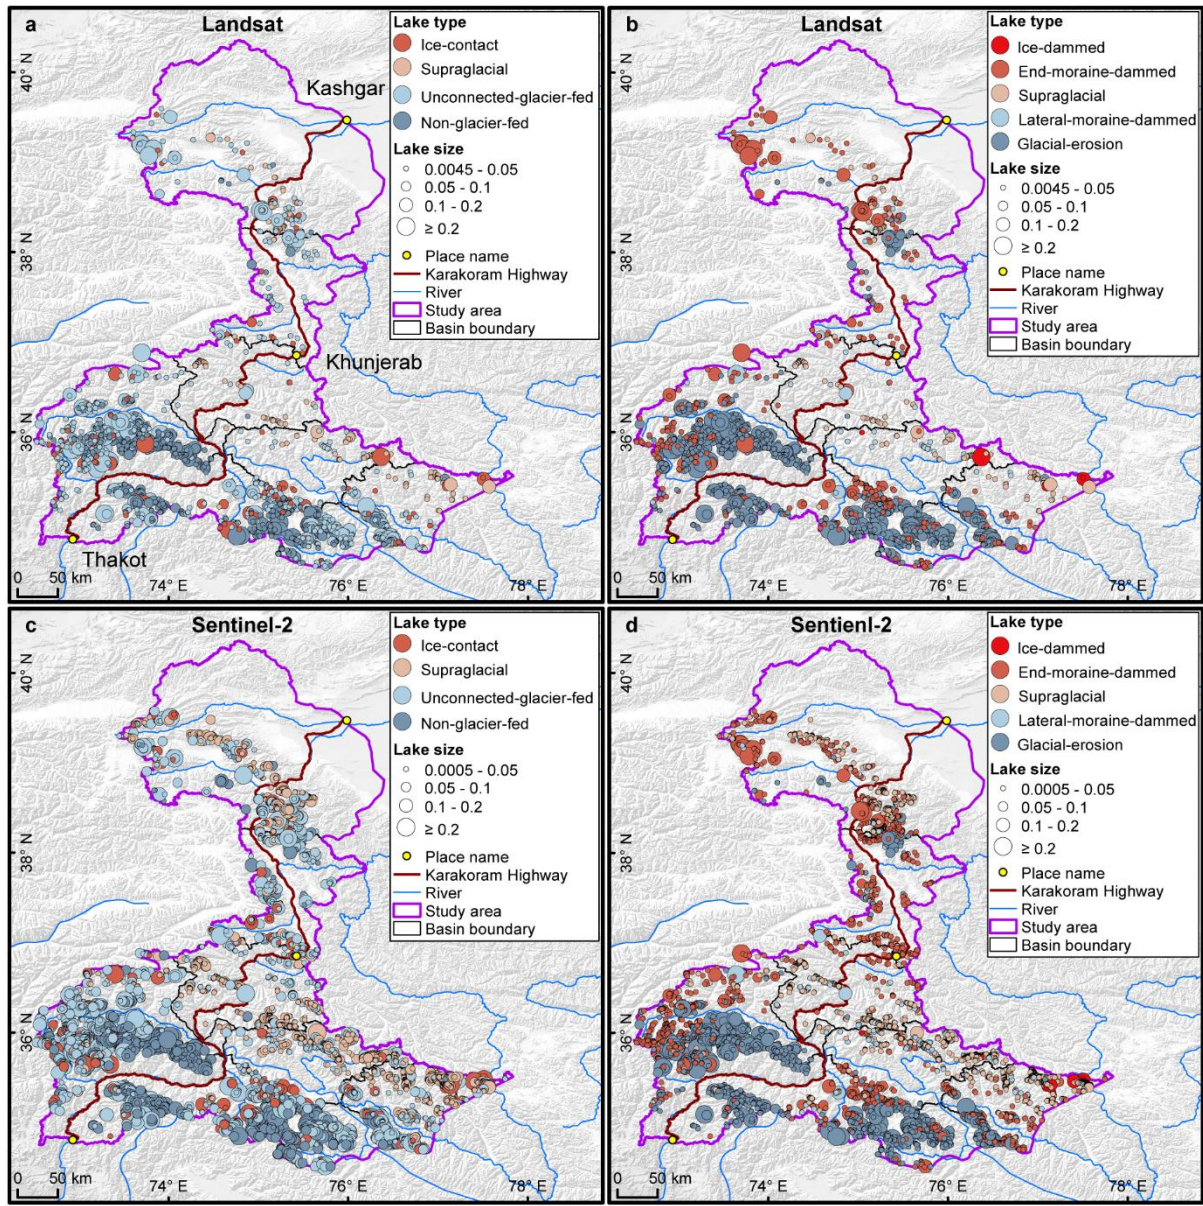 a
Landsat
Lake type
Ice-contact
Supraglacial
Unconnected-glacier-fed
Non-glacier-fed
Lake size
0.0045 - 0.05
0.05 - 0.1
0.1 - 0.2
≥ 0.2
Place name
Karakoram Highway
River
Study area
Basin boundary
40° N
38° N
36° N
Kashgar
Khunjerab
Thakot
0 50 km
74° E
76° E
78° E
b
Landsat
Lake type
Ice-dammed
End-moraine-dammed
Supraglacial
Lateral-moraine-dammed
Glacial-erosion
Lake size
0.0045 - 0.05
0.05 - 0.1
0.1 - 0.2
≥ 0.2
Place name
Karakoram Highway
River
Study area
Basin boundary
40° N
38° N
36° N
0 50 km
74° E
76° E
78° E
c
Sentinel-2
Lake type
Ice-contact
Supraglacial
Unconnected-glacier-fed
Non-glacier-fed
Lake size
0.0005 - 0.05
0.05 - 0.1
0.1 - 0.2
≥ 0.2
Place name
Karakoram Highway
River
Study area
Basin boundary
40° N
38° N
36° N
0 50 km
74° E
76° E
78° E
d
Sentienl-2
Lake type
Ice-dammed
End-moraine-dammed
Supraglacial
Lateral-moraine-dammed
Glacial-erosion
Lake size
0.0005 - 0.05
0.05 - 0.1
0.1 - 0.2
≥ 0.2
Place name
Karakoram Highway
River
Study area
Basin boundary
40° N
38° N
36° N
0 50 km
74° E
76° E
78° E